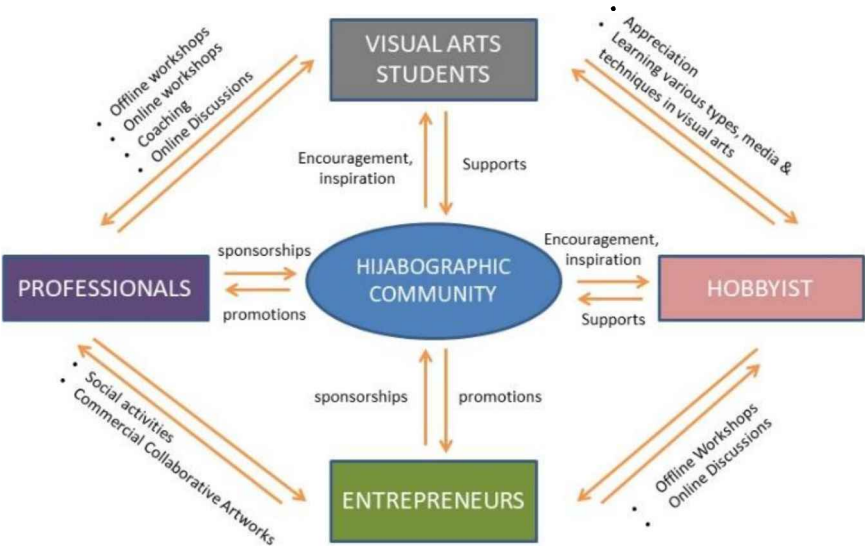 VISUAL ARTS
STUDENTS
• Offline workshops
• Online workshops
• Coaching
• Online Discussions
• Appreciation
• Learning various types, media &
techniques in visual arts
Encouragement,
inspiration
Supports
PROFESSIONALS
sponsorships
promotions
HIJABOGRAPHIC
COMMUNITY
Encouragement,
inspiration
Supports
HOBBYIST
• Social activities
• Commercial Collaborative Artworks
sponsorships
promotions
• Offline Workshops
• Online Discussions
ENTREPRENEURS